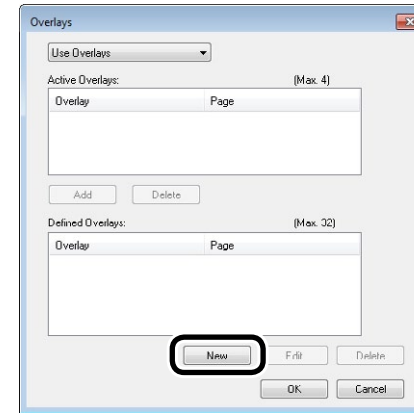 Overlays
Use Overlays
Active Overlays: (Max. 4)
Overlay Page
Add Delete
Defined Overlays: (Max. 32)
Overlay Page
New Edit Delete
OK Cancel